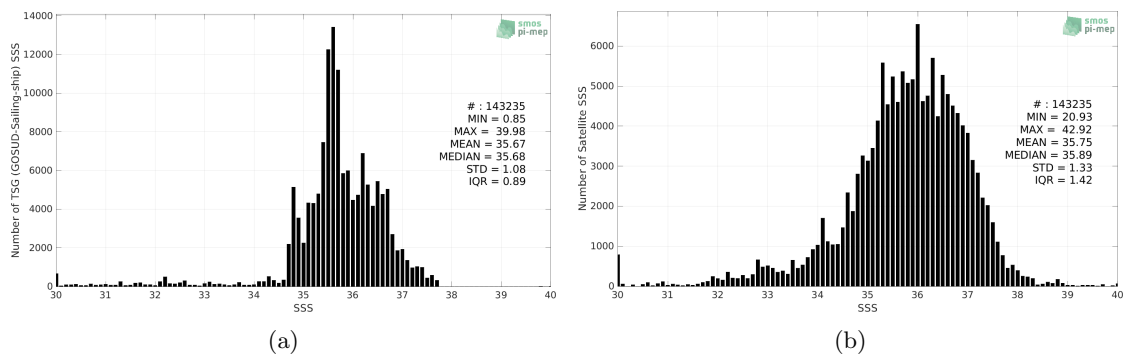 14000
12000
10000
8000
6000
4000
2000
0
Number of TSG (GOSUD-Sailing-ship) SSS
smos
pi-mep
# : 143235
MIN = 0.85
MAX = 39.98
MEAN = 35.67
MEDIAN = 35.68
STD = 1.08
IQR = 0.89
30 31 32 33 34 35 36 37 38 39 40
SSS
(a)
6000
5000
4000
3000
2000
1000
0
Number of Satellite SSS
smos
pi-mep
# : 143235
MIN = 20.93
MAX = 42.92
MEAN = 35.75
MEDIAN = 35.89
STD = 1.33
IQR = 1.42
30 31 32 33 34 35 36 37 38 39 40
SSS
(b)